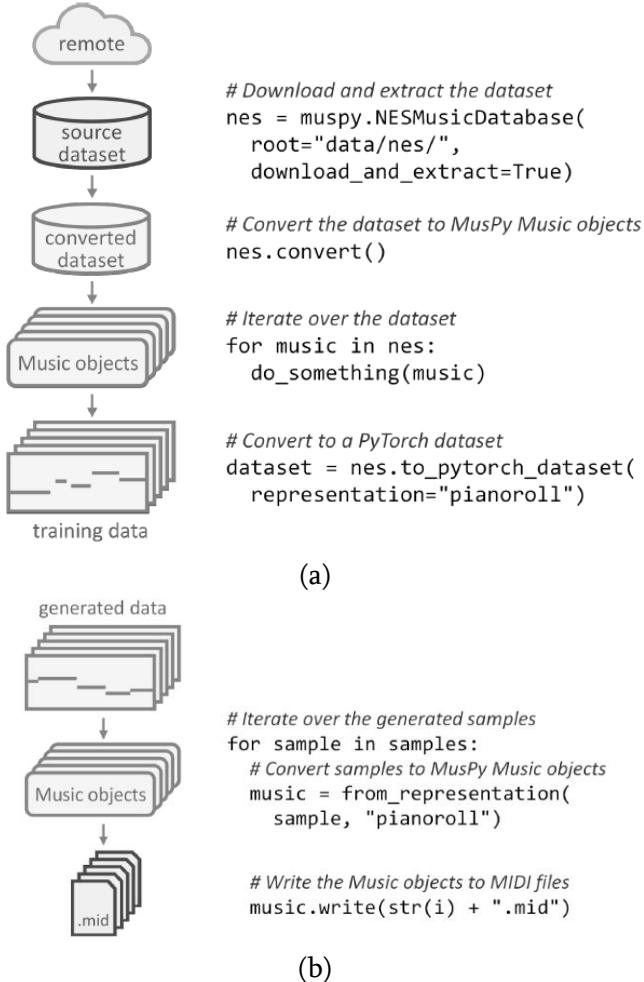 remote
source
dataset
# Download and extract the dataset
nes = muspy.NESMusicDatabase(
  root="data/nes/",
  download_and_extract=True)
converted
dataset
# Convert the dataset to MusPy Music objects
nes.convert()
Music objects
# Iterate over the dataset
for music in nes:
  do_something(music)
training data
# Convert to a PyTorch dataset
dataset = nes.to_pytorch_dataset(
  representation="pianoroll")
(a)
generated data
Music objects
# Iterate over the generated samples
for sample in samples:
  # Convert samples to MusPy Music objects
  music = from_representation(
    sample, "pianoroll")
.mid
  # Write the Music objects to MIDI files
  music.write(str(i) + ".mid")
(b)